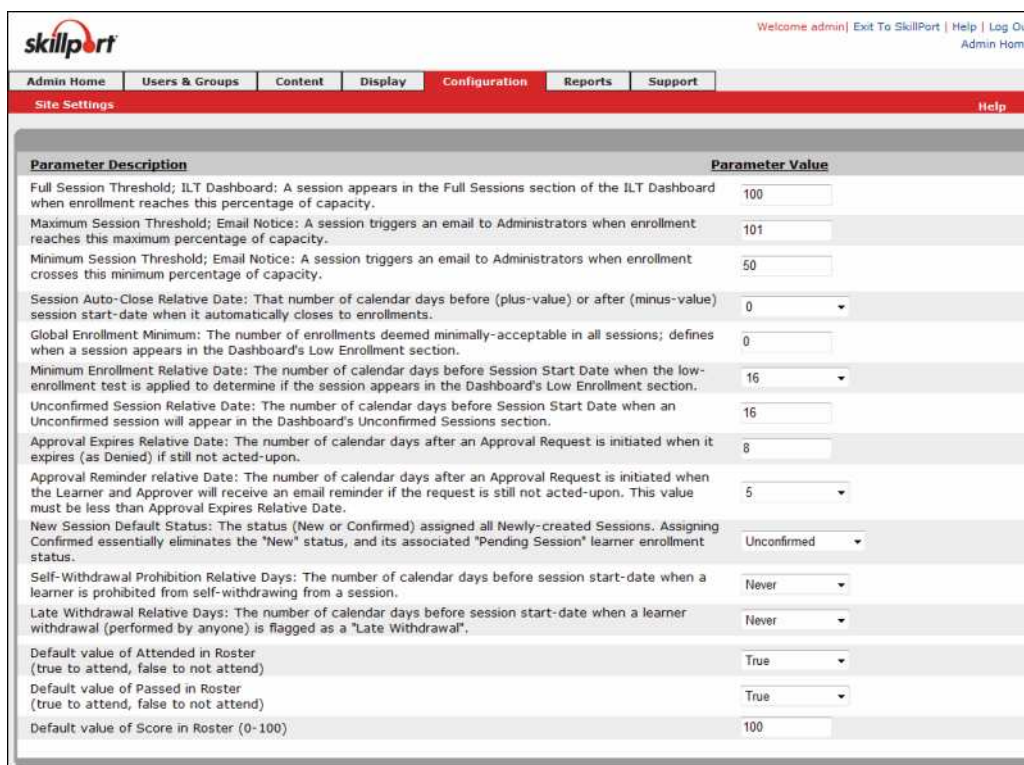 Welcome admin| Exit To SkillPort | Help | Log Ou
skillport
Admin Hom
Admin Home Users & Groups Content Display Configuration Reports Support
Site Settings Help
Parameter Description Parameter Value
Full Session Threshold; ILT Dashboard: A session appears in the Full Sessions section of the ILT Dashboard
when enrollment reaches this percentage of capacity.
100
Maximum Session Threshold; Email Notice: A session triggers an email to Administrators when enrollment
reaches this maximum percentage of capacity.
101
Minimum Session Threshold; Email Notice: A session triggers an email to Administrators when enrollment
crosses this minimum percentage of capacity.
50
Session Auto-Close Relative Date: That number of calendar days before (plus-value) or after (minus-value)
session start-date when it automatically closes to enrollments.
0
Global Enrollment Minimum: The number of enrollments deemed minimally-acceptable in all sessions; defines
when a session appears in the Dashboard's Low Enrollment section.
0
Minimum Enrollment Relative Date: The number of calendar days before Session Start Date when the low-
enrollment test is applied to determine if the session appears in the Dashboard's Low Enrollment section.
16
Unconfirmed Session Relative Date: The number of calendar days before Session Start Date when an
Unconfirmed session will appear in the Dashboard's Unconfirmed Sessions section.
16
Approval Expires Relative Date: The number of calendar days after an Approval Request is initiated when it
expires (as Denied) if still not acted-upon.
8
Approval Reminder relative Date: The number of calendar days after an Approval Request is initiated when
the Learner and Approver will receive an email reminder if the request is still not acted-upon. This value
must be less than Approval Expires Relative Date.
5
New Session Default Status: The status (New or Confirmed) assigned all Newly-created Sessions. Assigning
Confirmed essentially eliminates the "New" status, and its associated "Pending Session" learner enrollment
status.
Unconfirmed
Self-Withdrawal Prohibition Relative Days: The number of calendar days before session start-date when a
learner is prohibited from self-withdrawing from a session.
Never
Late Withdrawal Relative Days: The number of calendar days before session start-date when a learner
withdrawal (performed by anyone) is flagged as a "Late Withdrawal".
Never
Default value of Attended in Roster
(true to attend, false to not attend)
True
Default value of Passed in Roster
(true to attend, false to not attend)
True
Default value of Score in Roster (0-100)
100